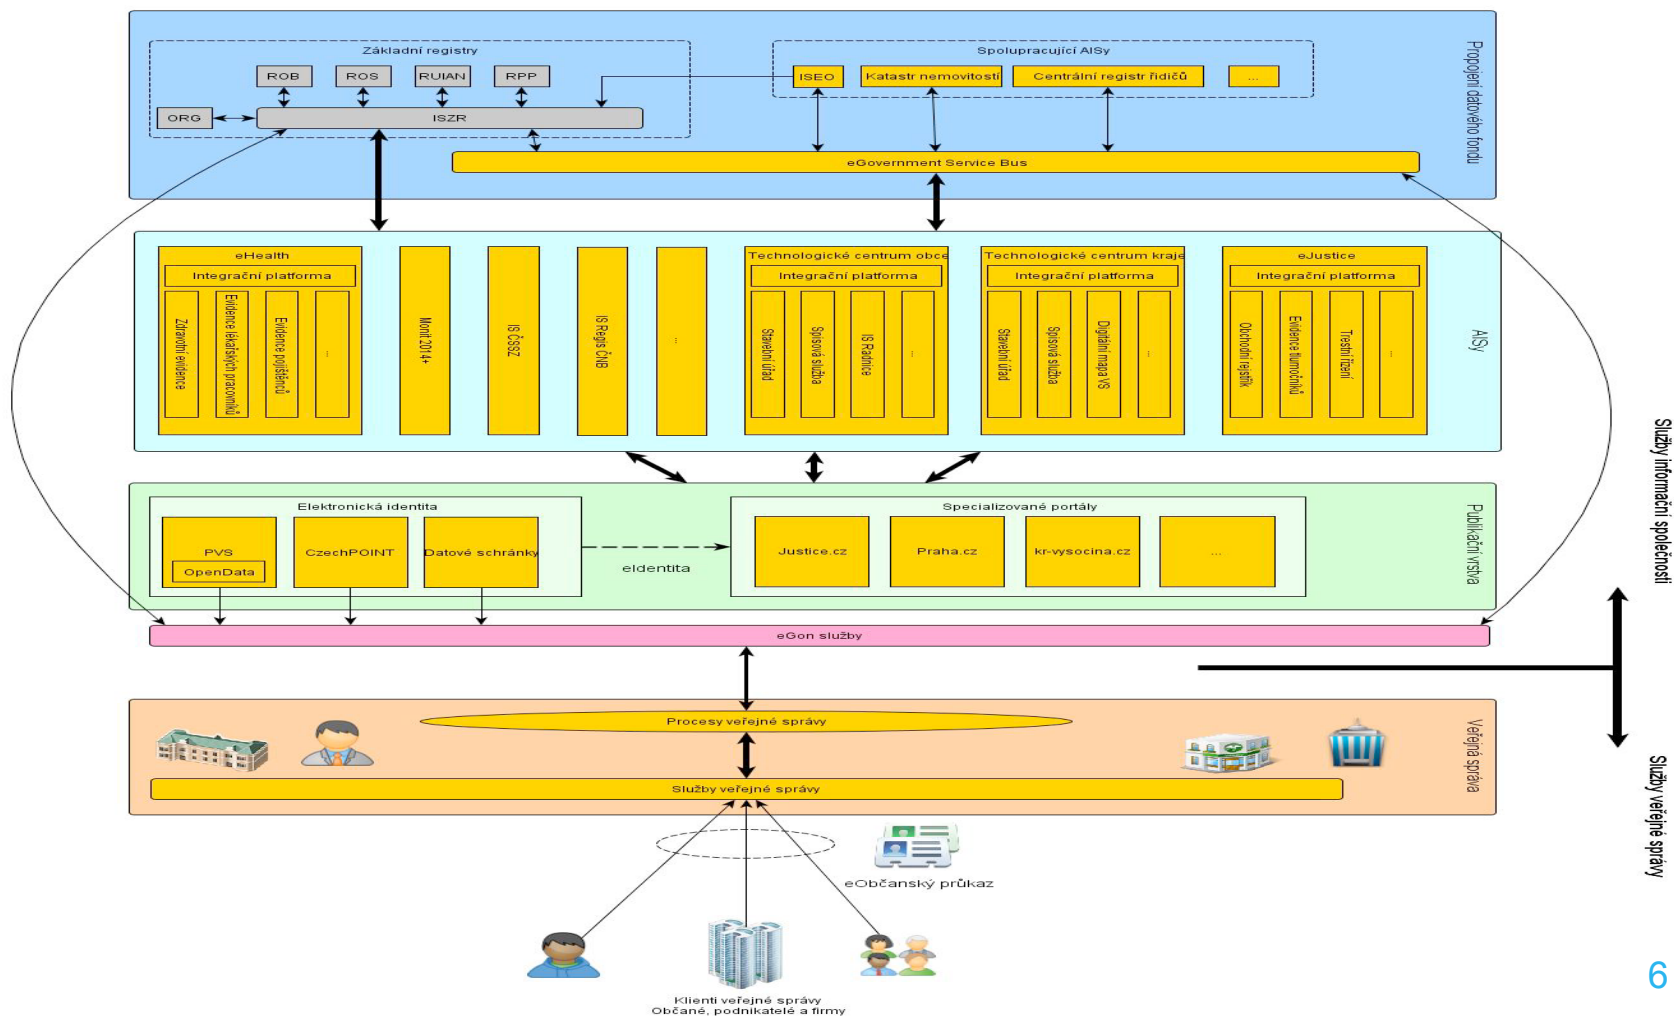 Základní registry
ROB
ROS
RUIAN
RPP
ORG
ISZR
Spolupracující AISy
ISEO
Katastr nemovitostí
Centrální registr řidičů
...
eGovernment Service Bus
Propojení datového fondu
eHealth
Integrační platforma
Zdravotní evidence
Evidence lékařských pracovníků
Evidence pojištěnců
...
Monit 2014+
IS ČSSZ
IS Regis ČNB
...
Technologické centrum obce
Integrační platforma
Stavební úřad
Spisová služba
IS Radnice
...
Technologické centrum kraje
Integrační platforma
Stavební úřad
Spisová služba
Digitální mapa VS
...
eJustice
Integrační platforma
Obchodní rejstřík
Evidence tlumočníků
Trestní řízení
...
AISy
Elektronická identita
PVS
OpenData
CzechPOINT
Datové schránky
eIdentita
Specializované portály
Justice.cz
Praha.cz
kr-vysocina.cz
...
Publikační vrstva
eGon služby
Služby informační společnosti
Procesy veřejné správy
Služby veřejné správy
Veřejná správa
Služby veřejné správy
eObčanský průkaz
Klienti veřejné správy
Občané, podnikatelé a firmy
6